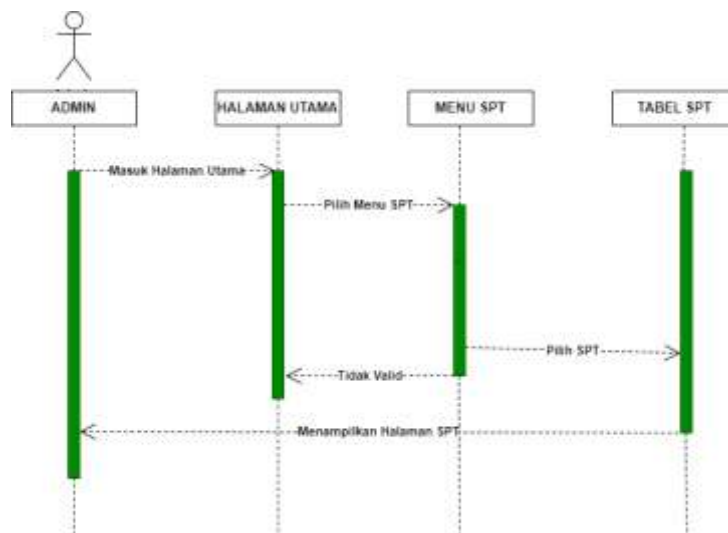 ADMIN
HALAMAN UTAMA
MENU SPT
TABEL SPT
Masuk Halaman Utama
Pilih Menu SPT
Pilih SPT
Tidak Valid
Menampilkan Halaman SPT